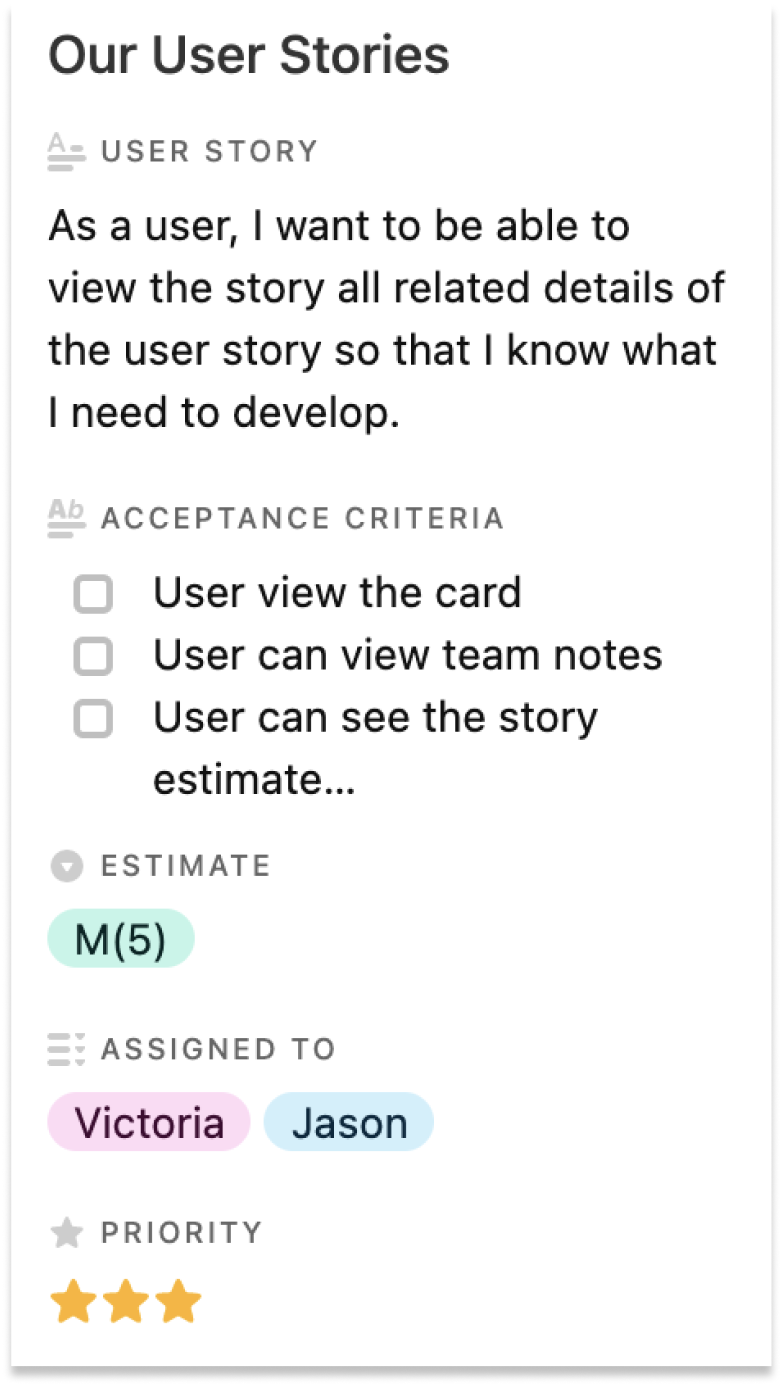 Our User Stories
USER STORY
As a user, I want to be able to
view the story all related details of
the user story so that I know what
I need to develop.
ACCEPTANCE CRITERIA
User view the card
User can view team notes
User can see the story
estimate...
ESTIMATE
M(5)
ASSIGNED TO
Victoria Jason
PRIORITY